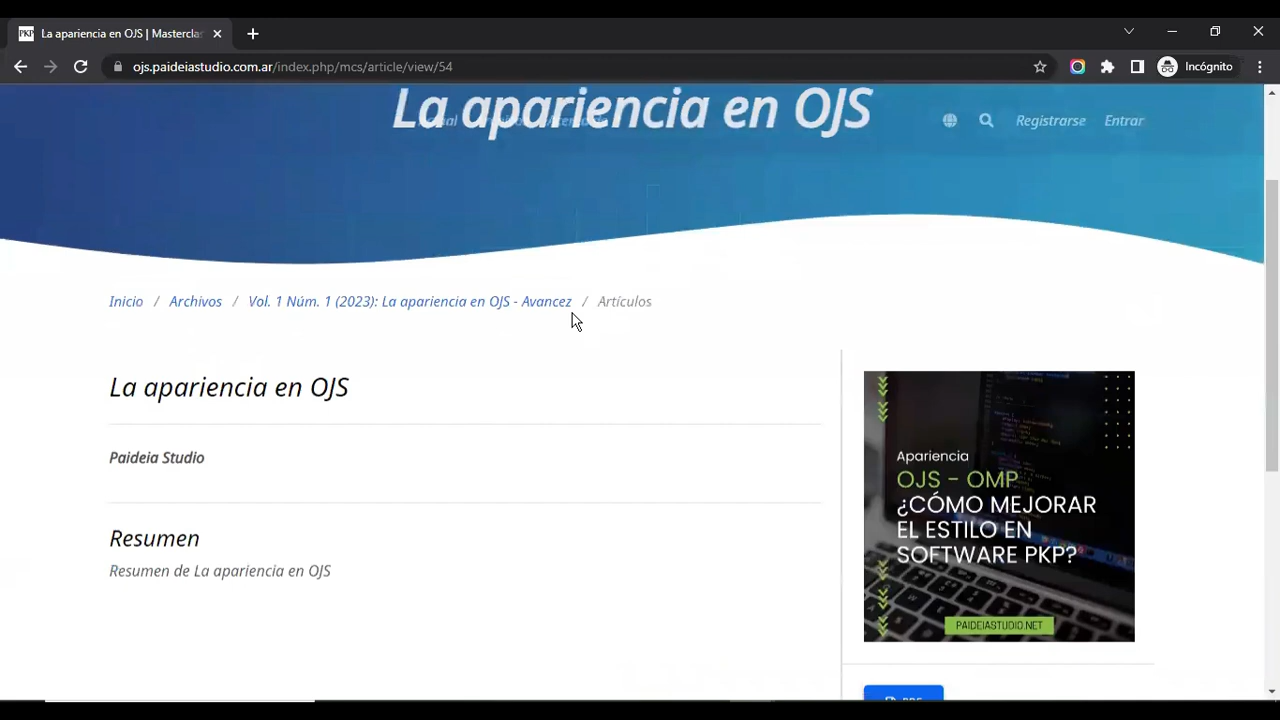 PKP La apariencia en OJS | Masterclas
ojs.paideiastudio.com.ar/index.php/mcs/article/view/54
Incógnito
La apariencia en OJS
Registrarse
Entrar
Inicio / Archivos / Vol. 1 Núm. 1 (2023): La apariencia en OJS - Avancez / Artículos
La apariencia en OJS
Paideia Studio
Resumen
Resumen de La apariencia en OJS
Apariencia
OJS - OMP
¿CÓMO MEJORAR
EL ESTILO EN
SOFTWARE PKP?
PAIDEIASTUDIO.NET
PDF